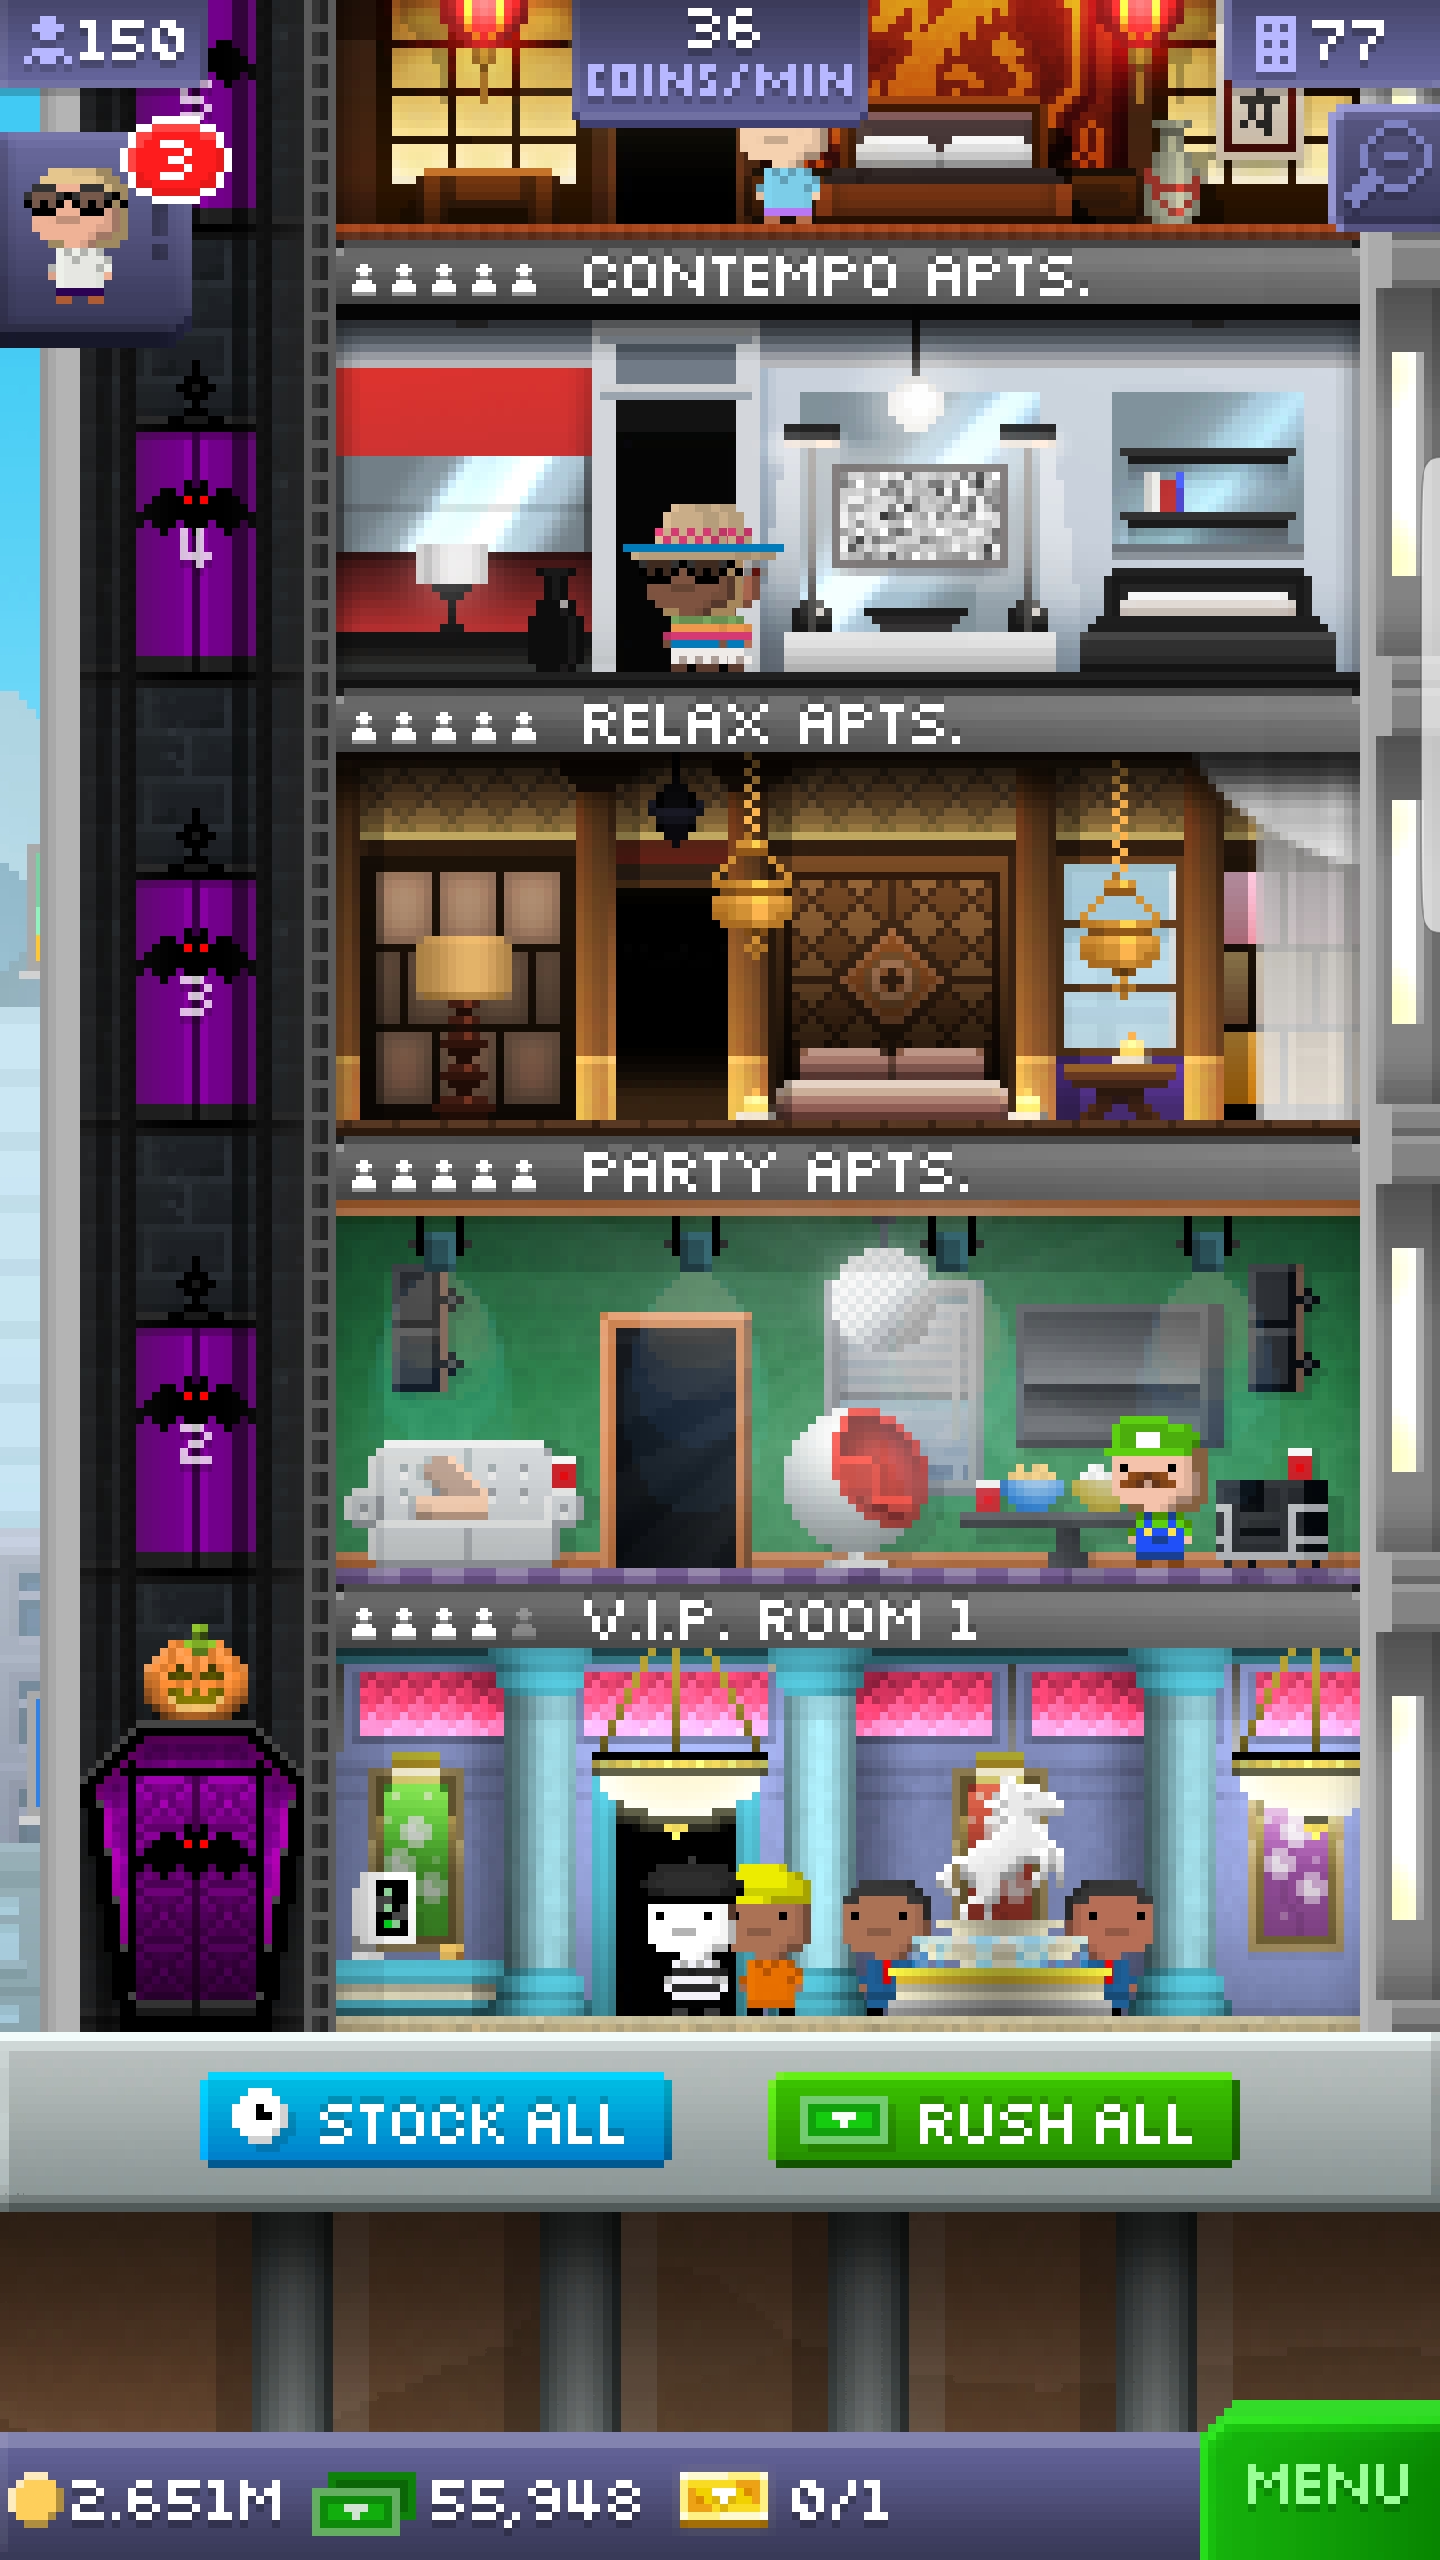 150
36
COINS/MIN
77
5
3
CONTEMPO APTS.
4
RELAX APTS.
3
PARTY APTS.
2
V.I.P. ROOM 1
STOCK ALL
RUSH ALL
2.651M
55,948
0/1
MENU